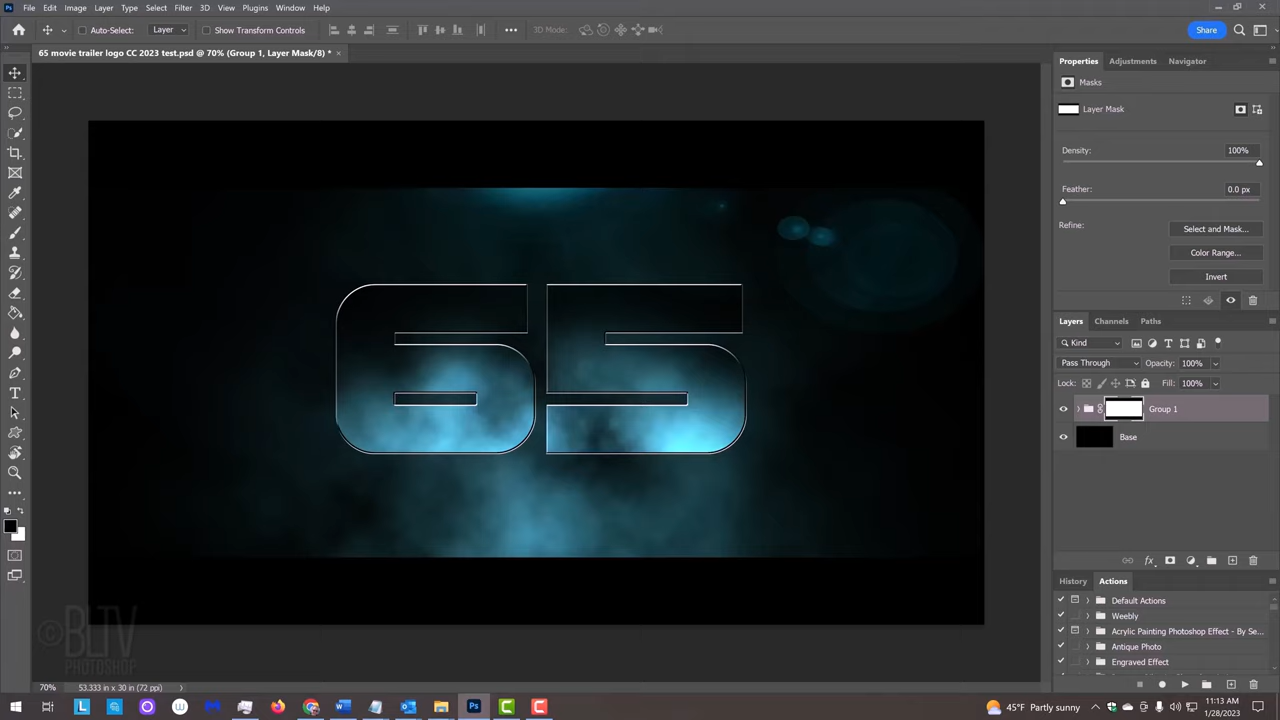 Ps File Edit Image Layer Type Select Filter 3D View Plugins Window Help
Auto-Select: Layer Show Transform Controls ••• 3D Mode: Share
65 movie trailer logo CC 2023 test.psd @ 70% (Group 1, Layer Mask/8) * ×
Properties Adjustments Navigator
Masks
Layer Mask
Density: 100%
Feather: 0.0 px
Refine: Select and Mask...
Color Range...
Invert
Layers Channels Paths
Kind
Pass Through Opacity: 100%
Lock: Fill: 100%
Group 1
Base
fx
History Actions
Default Actions
Weebly
Acrylic Painting Photoshop Effect - By Se...
Antique Photo
Engraved Effect
65
©BLTV
PHOTOSHOP
70% 53.333 in x 30 in (72 ppi)
45°F Partly sunny
11:13 AM
1/28/2023